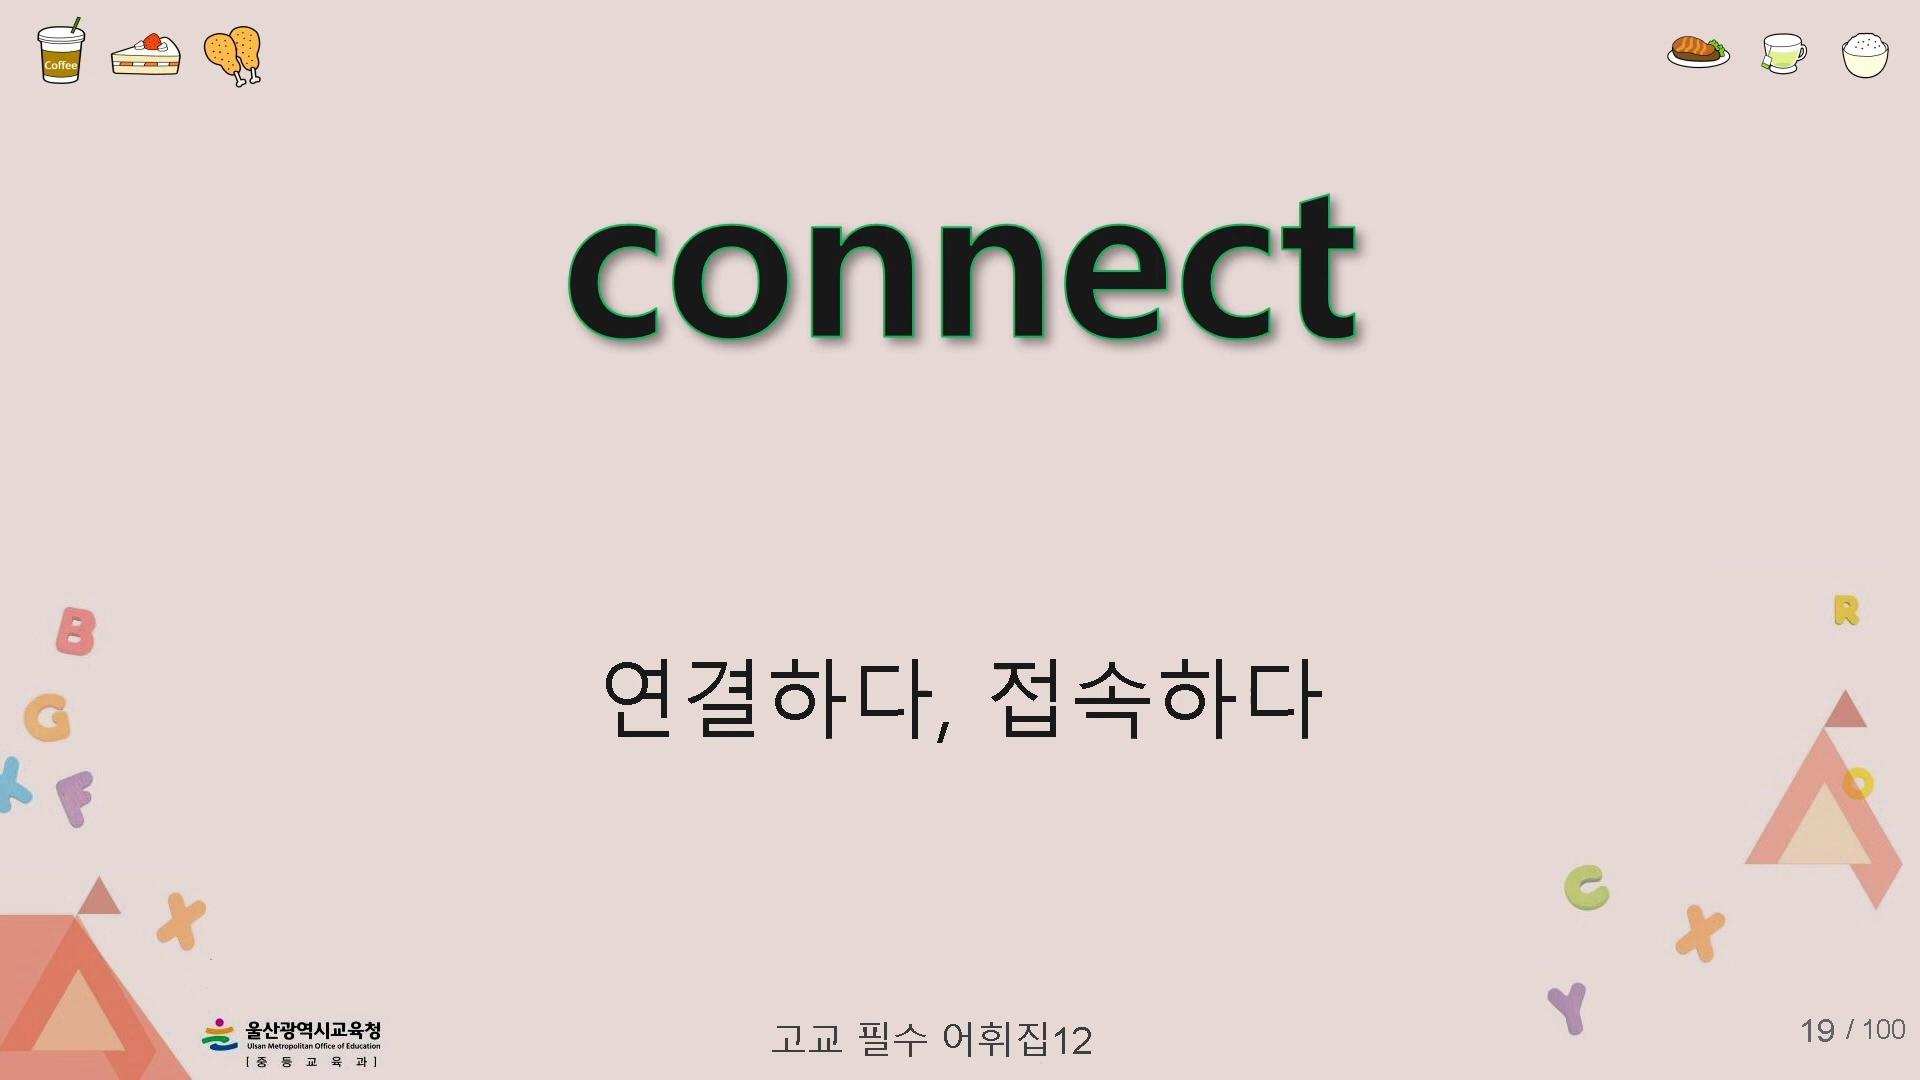 Coffee
connect
연결하다, 접속하다
B
R
G
K
F
O
X
C
X
Y
울산광역시교육청
Ulsan Metropolitan Office of Education
[ 중 등 교 육 과 ]
고교 필수 어휘집12
19 / 100